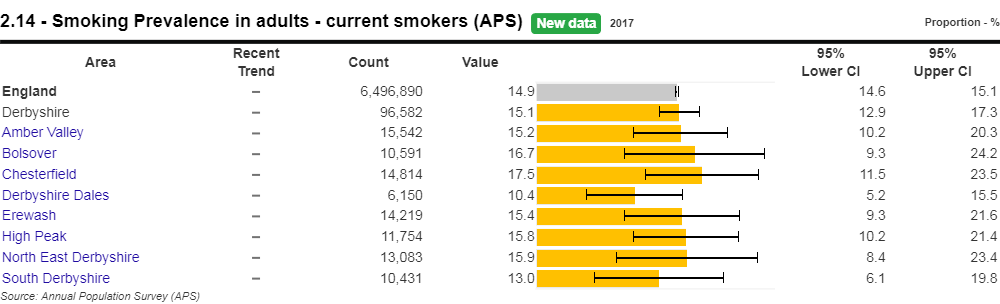 2.14 - Smoking Prevalence in adults - current smokers (APS) New data 2017 Proportion - %
Area Recent Trend Count Value 95% Lower CI 95% Upper CI
England – 6,496,890 14.9 14.6 15.1
Derbyshire – 96,582 15.1 12.9 17.3
Amber Valley – 15,542 15.2 10.2 20.3
Bolsover – 10,591 16.7 9.3 24.2
Chesterfield – 14,814 17.5 11.5 23.5
Derbyshire Dales – 6,150 10.4 5.2 15.5
Erewash – 14,219 15.4 9.3 21.6
High Peak – 11,754 15.8 10.2 21.4
North East Derbyshire – 13,083 15.9 8.4 23.4
South Derbyshire – 10,431 13.0 6.1 19.8
Source: Annual Population Survey (APS)